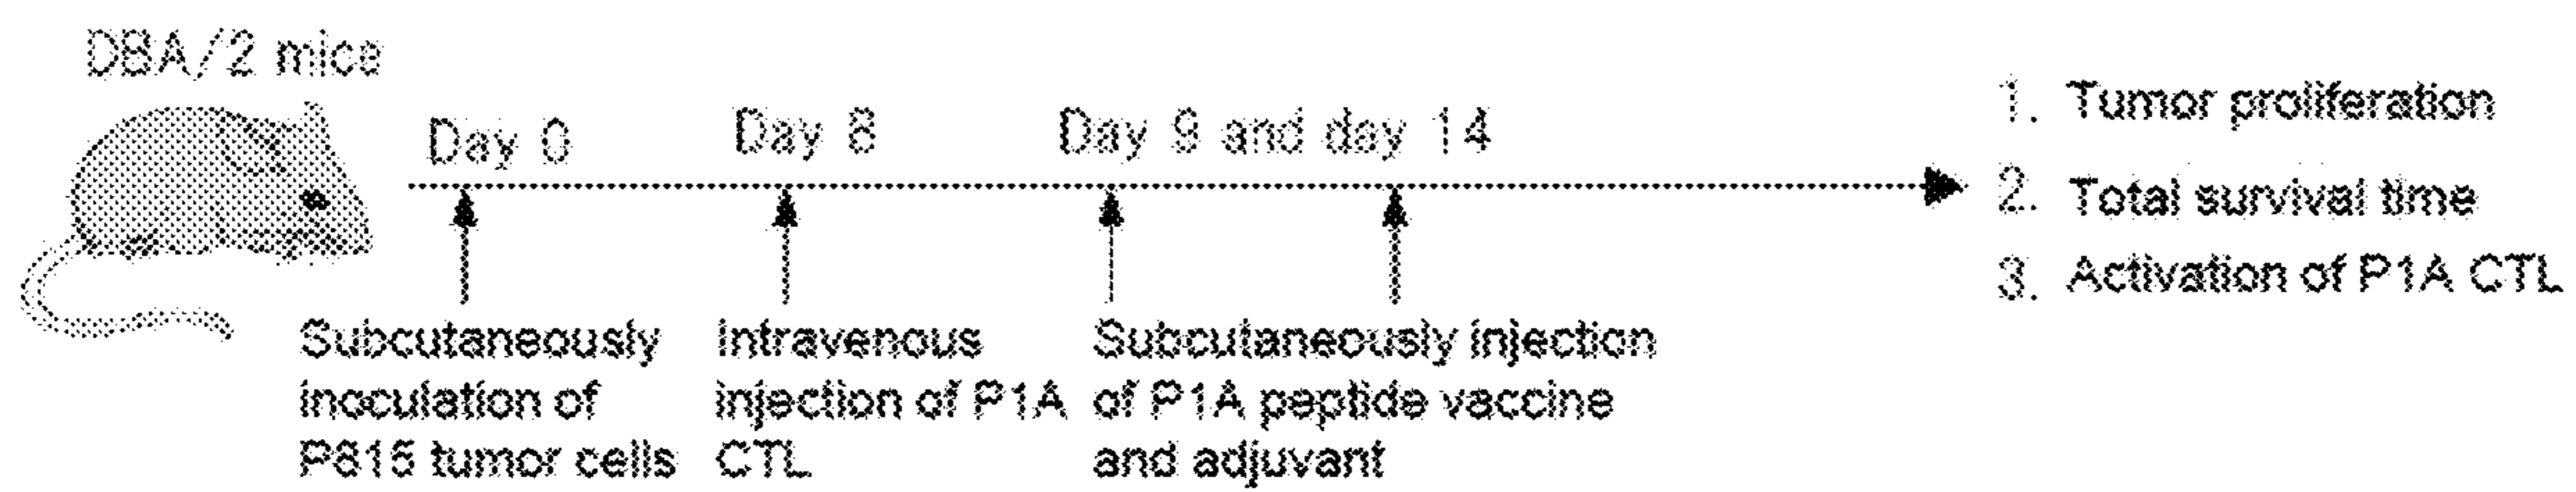 DBA/2 mice
Day 0
Day 8
Day 9 and day 14
Subcutaneously
inoculation of
P815 tumor cells
Intravenous
injection of P1A
CTL
Subcutaneously injection
of P1A peptide vaccine
and adjuvant
1. Tumor proliferation
2. Total survival time
3. Activation of P1A CTL